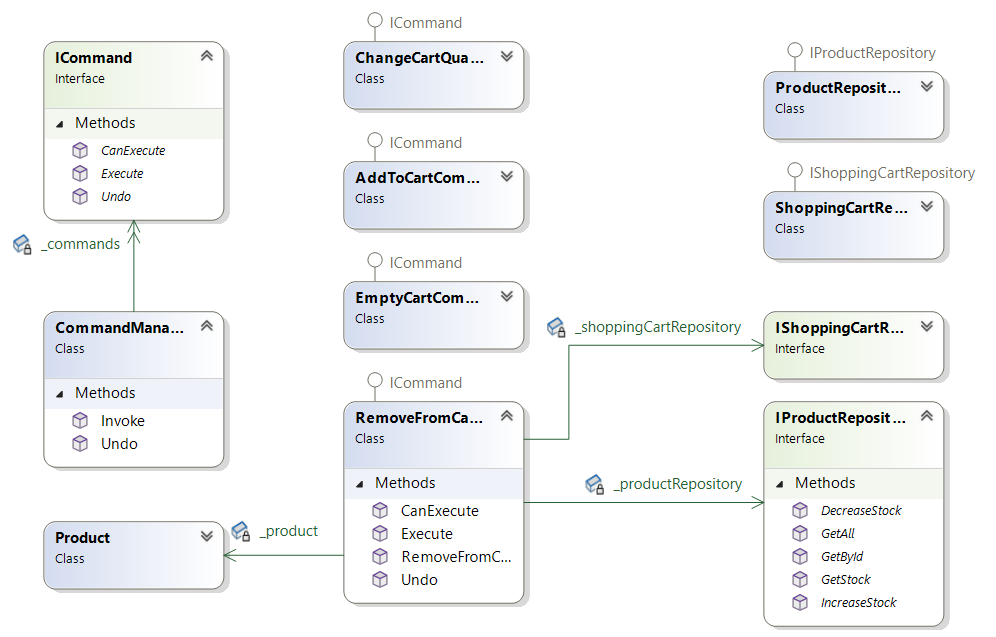 ICommand
Interface
Methods
CanExecute
Execute
Undo
_commands
CommandMana...
Class
Methods
Invoke
Undo
Product
Class
_product
ICommand
ChangeCartQua...
Class
ICommand
AddToCartCom...
Class
ICommand
EmptyCartCom...
Class
ICommand
RemoveFromCa...
Class
Methods
CanExecute
Execute
RemoveFromC...
Undo
_shoppingCartRepository
_productRepository
IProductRepository
ProductReposit...
Class
IShoppingCartRepository
ShoppingCartRe...
Class
IShoppingCartR...
Interface
IProductReposit...
Interface
Methods
DecreaseStock
GetAll
GetById
GetStock
IncreaseStock